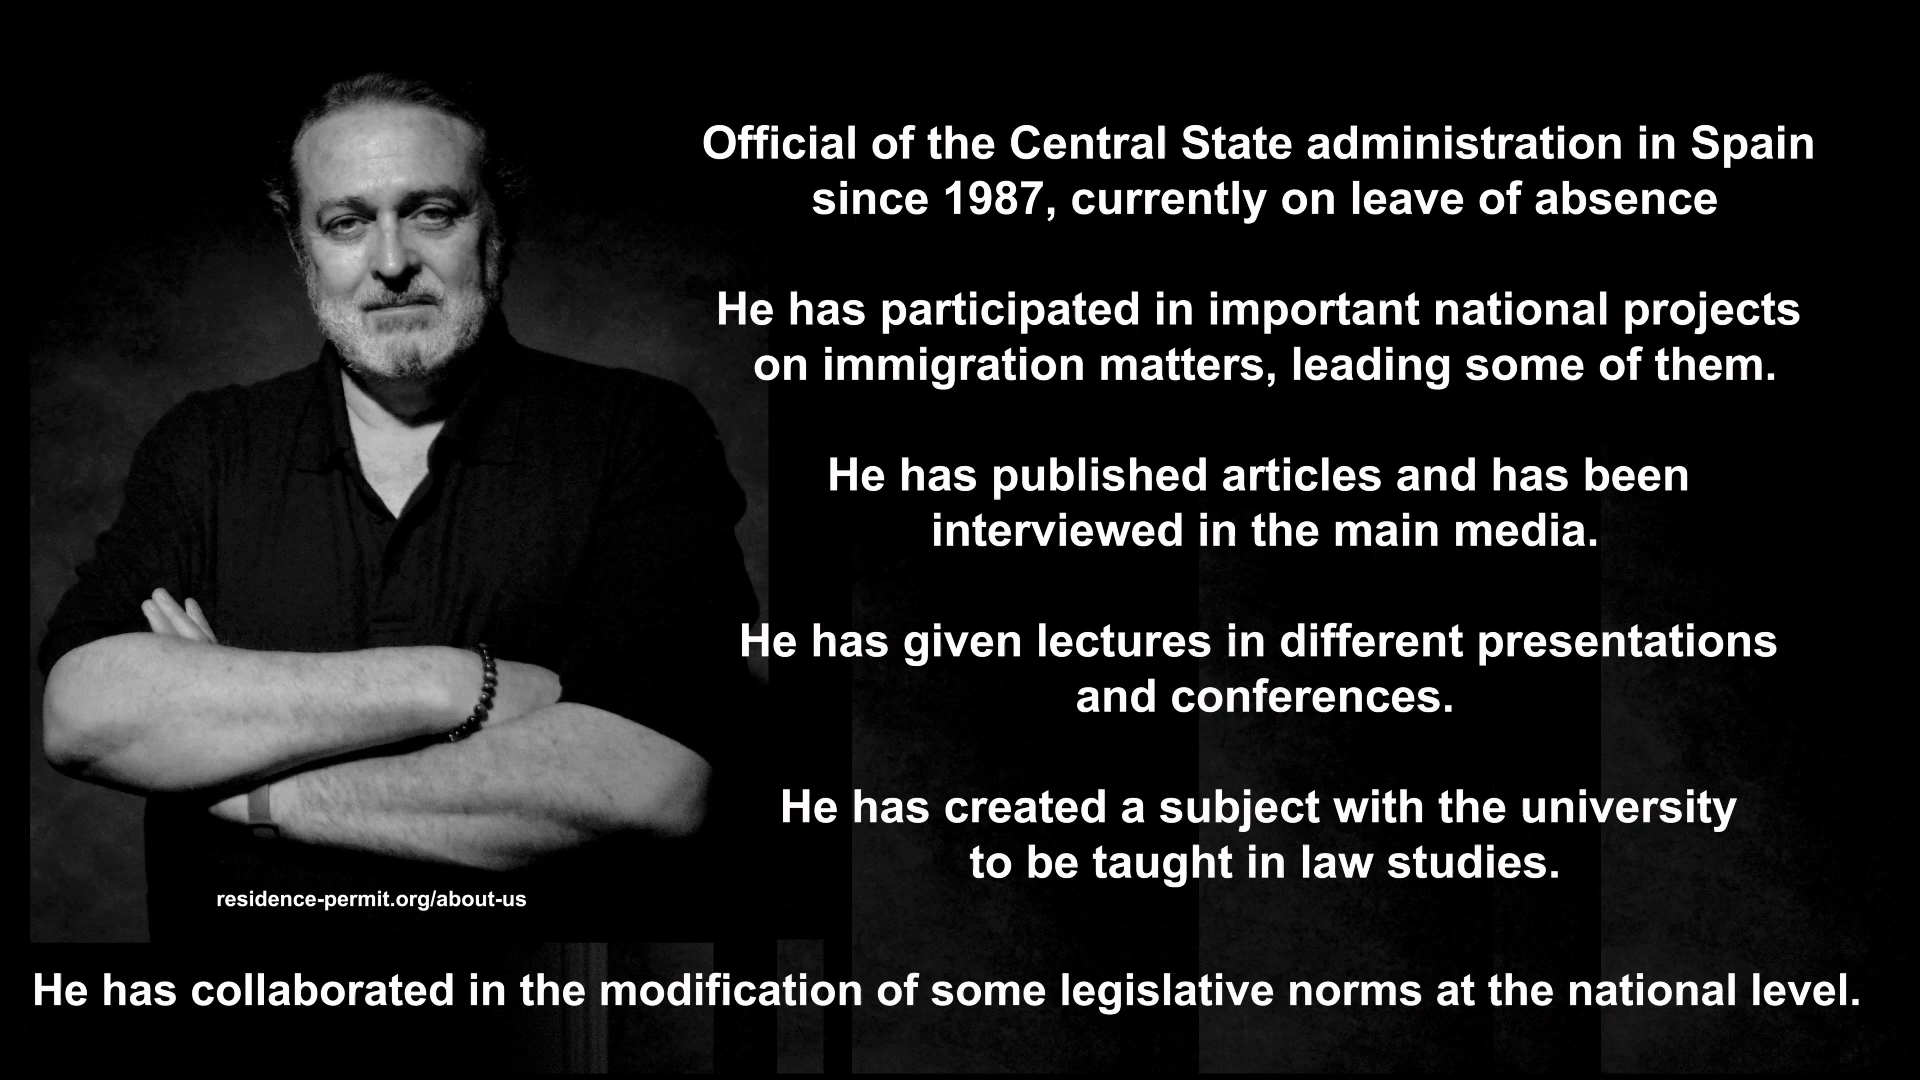 Official of the Central State administration in Spain
since 1987, currently on leave of absence
He has participated in important national projects
on immigration matters, leading some of them.
He has published articles and has been
interviewed in the main media.
He has given lectures in different presentations
and conferences.
He has created a subject with the university
to be taught in law studies.
residence-permit.org/about-us
He has collaborated in the modification of some legislative norms at the national level.